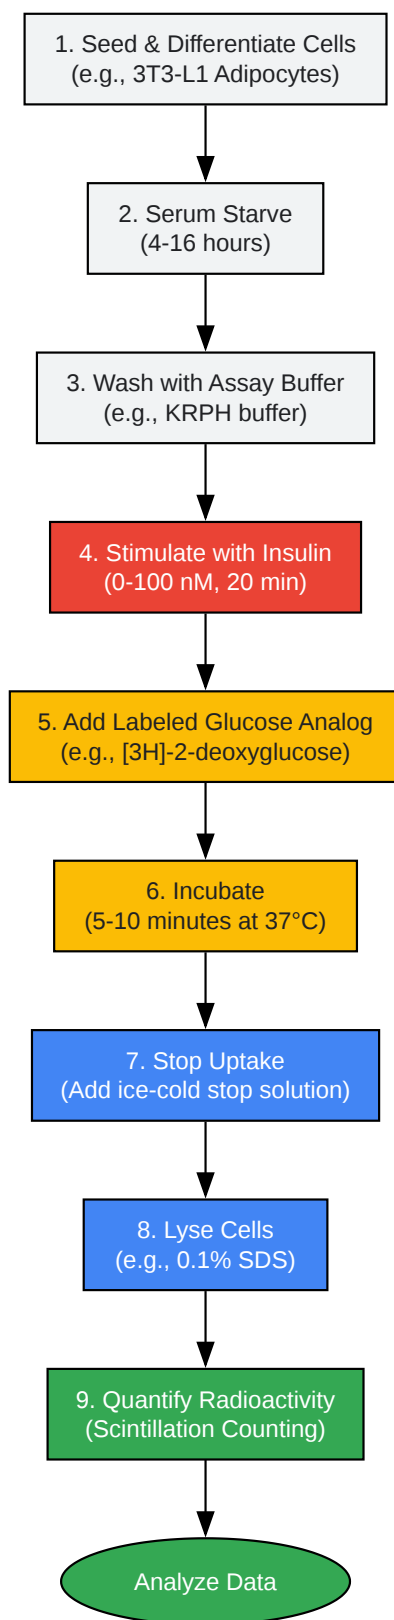 1. Seed & Differentiate Cells
(e.g., 3T3-L1 Adipocytes)
2. Serum Starve
(4-16 hours)
3. Wash with Assay Buffer
(e.g., KRPH buffer)
4. Stimulate with Insulin
(0-100 nM, 20 min)
5. Add Labeled Glucose Analog
(e.g., [3H]-2-deoxyglucose)
6. Incubate
(5-10 minutes at 37°C)
7. Stop Uptake
(Add ice-cold stop solution)
8. Lyse Cells
(e.g., 0.1% SDS)
9. Quantify Radioactivity
(Scintillation Counting)
Analyze Data